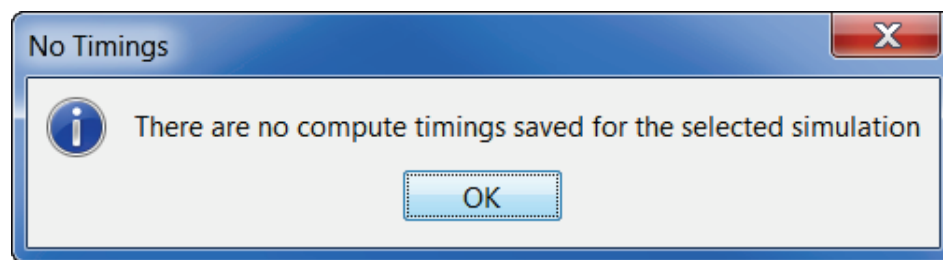 No Timings
There are no compute timings saved for the selected simulation
OK